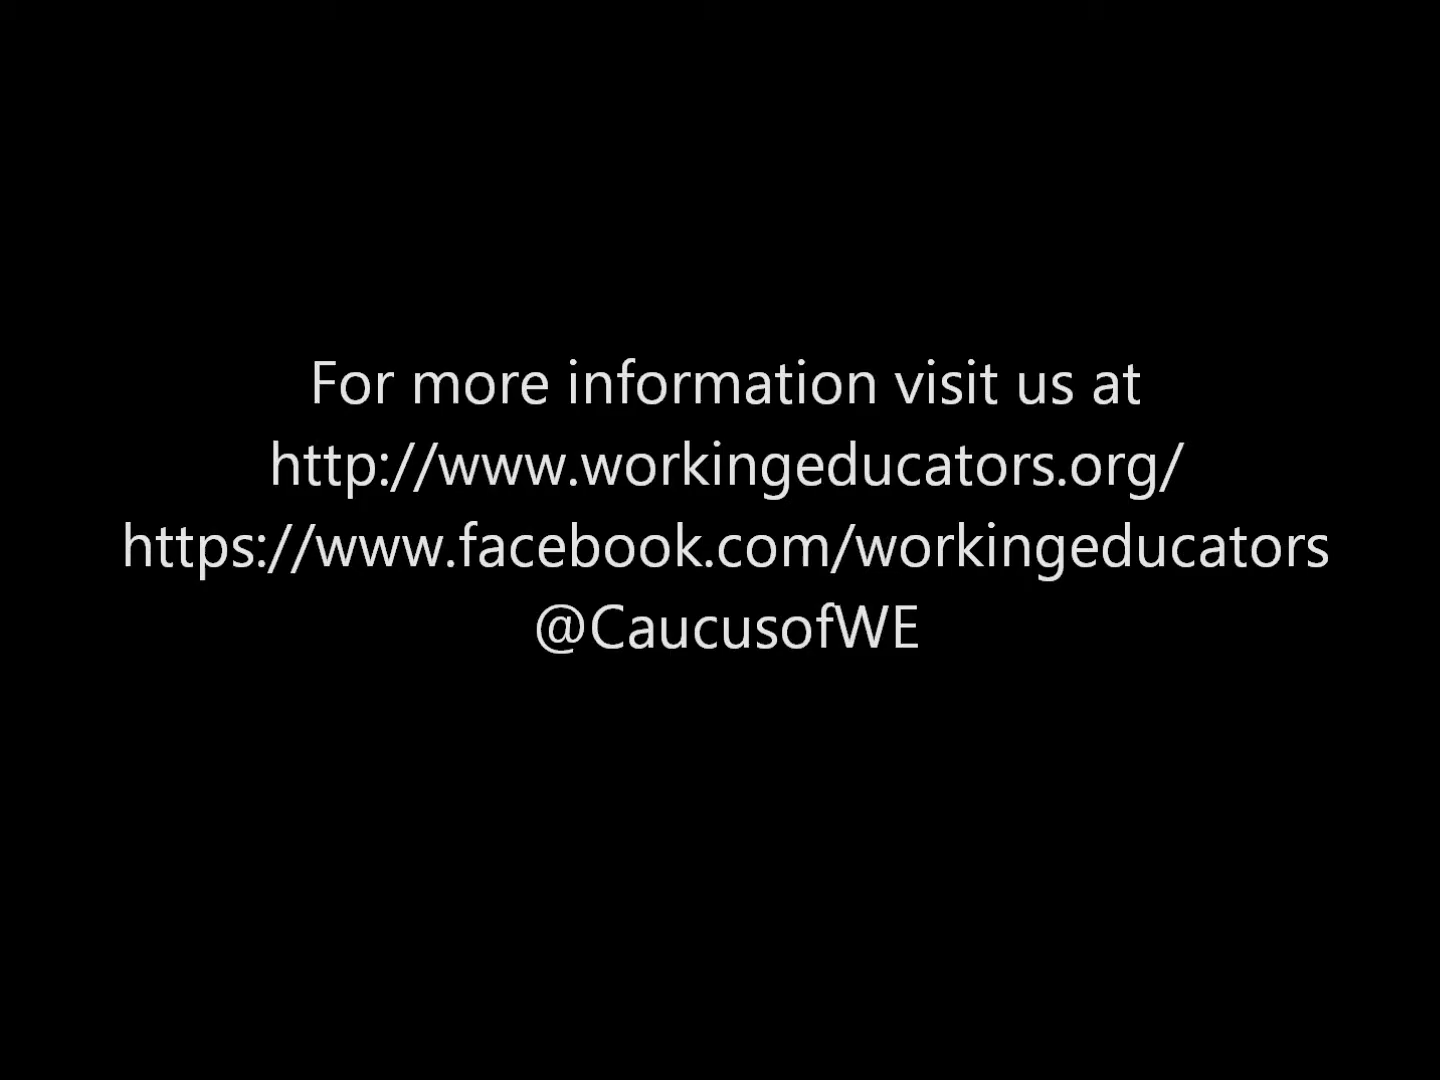 For more information visit us at
http://www.workingeducators.org/
https://www.facebook.com/workingeducators
@CaucusofWE